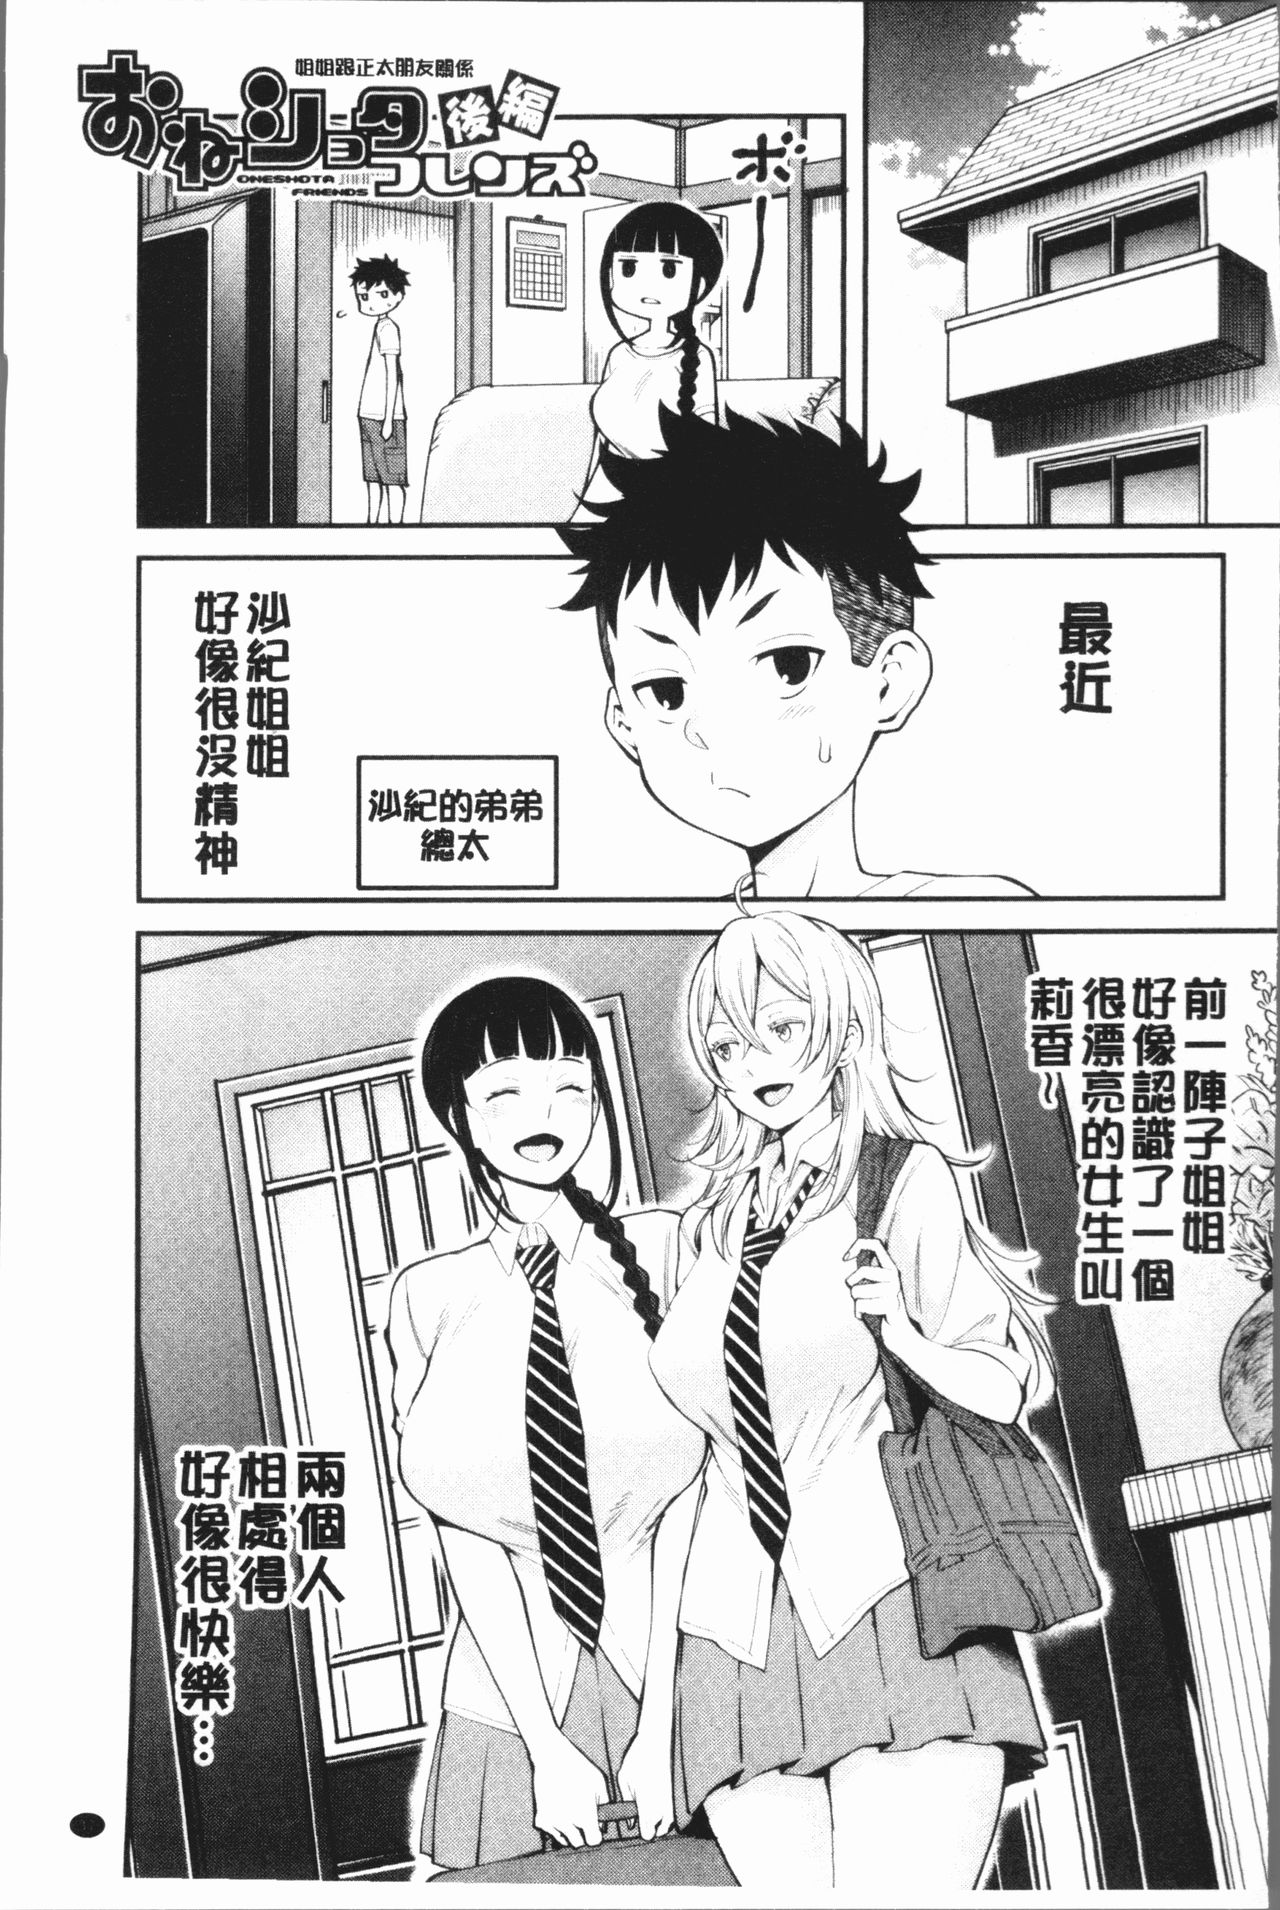 姐姐跟正太朋友關係
おねショタ
フレンズ
後編
ONESHOTA
FRIENDS
ボー
最近
沙紀姐姐
好像很沒精神
沙紀的弟弟
總太
前一陣子姐姐
好像認識了一個
很漂亮的女生叫
莉香～
兩個人
相處得
好像很快樂…